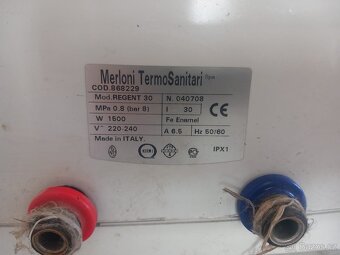 Merloni TermoSanitari
COD.868229
Mod.REGENT 30 N. 040708
MPa 0.8 (bar 8) l 30
W 1500 Fe Enamel
V~ 220-240 A 6.5 Hz 50/60
Made in ITALY
IPX1
CE